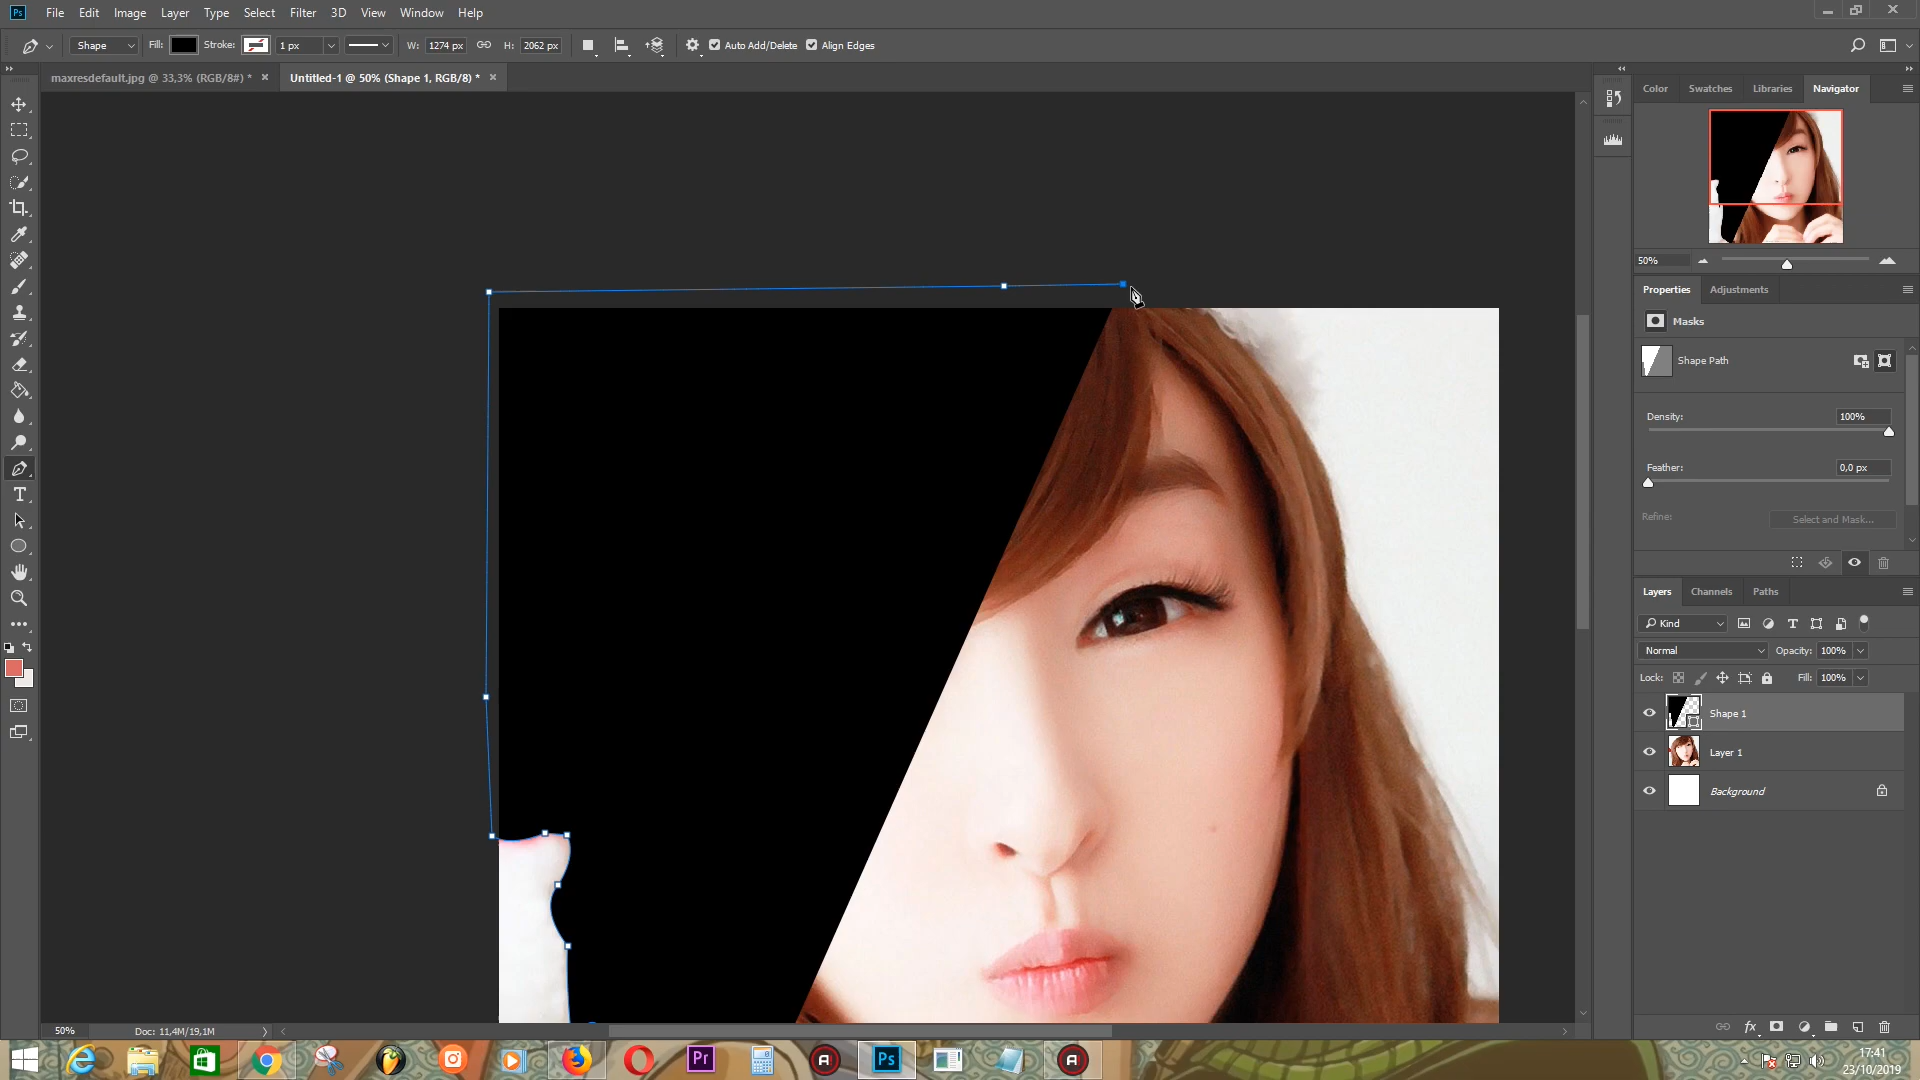 Ps File Edit Image Layer Type Select Filter 3D View Window Help
Shape Fill: Stroke: 1 px W: 1274 px H: 2062 px Auto Add/Delete Align Edges
maxresdefault.jpg @ 33,3% (RGB/8#) * Untitled-1 @ 50% (Shape 1, RGB/8) *
Color Swatches Libraries Navigator
50%
Properties Adjustments
Masks
Shape Path
Density: 100%
Feather: 0,0 px
Refine: Select and Mask...
Layers Channels Paths
Kind
Normal Opacity: 100%
Lock: Fill: 100%
Shape 1
Layer 1
Background
50% Doc: 11,4M/19,1M
Pr Ps
17:41
23/10/2019